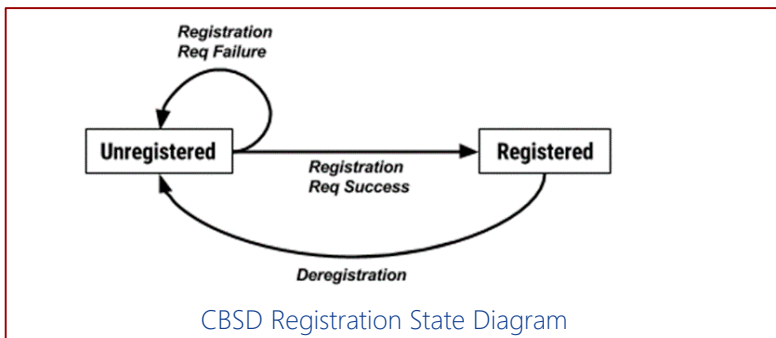 Registration
Req Failure
Unregistered
Registered
Registration
Req Success
Deregistration
CBSD Registration State Diagram